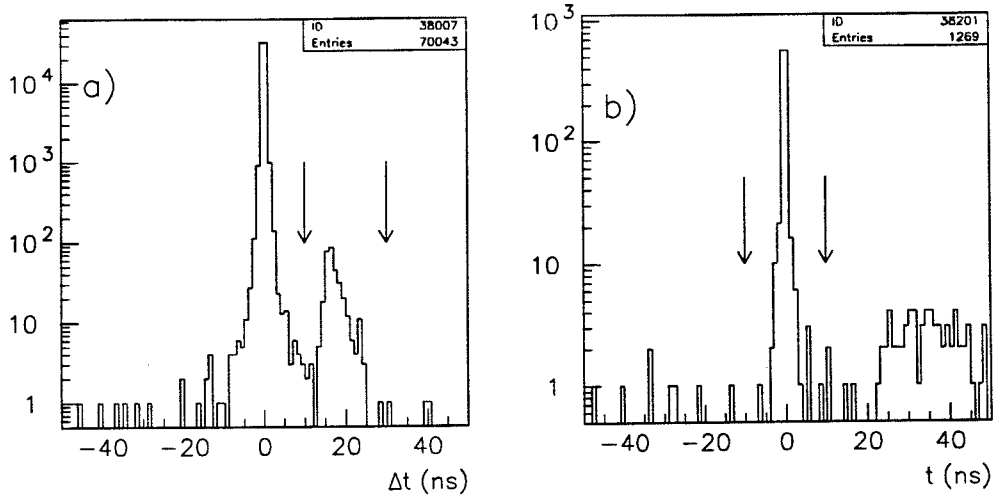 ID 38007
Entries 70043
a)
10^4
10^3
10^2
10
1
-40 -20 0 20 40
Δt (ns)
ID 38201
Entries 1269
b)
10^3
10^2
10
1
-40 -20 0 20 40
t (ns)